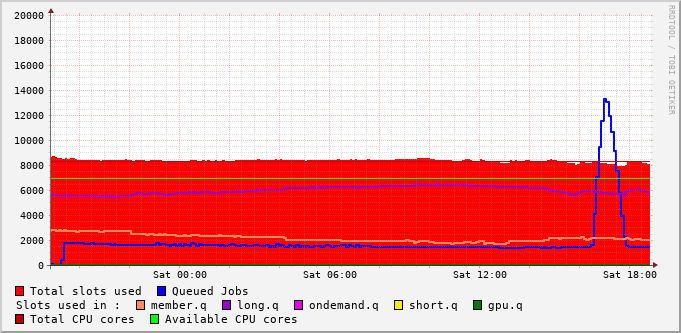 20000
18000
16000
14000
12000
10000
8000
6000
4000
2000
0
Sat 00:00 Sat 06:00 Sat 12:00 Sat 18:00
RRDTOOL / TOBI OETIKER
Total slots used Queued Jobs
Slots used in : member.q long.q ondemand.q short.q gpu.q
Total CPU cores Available CPU cores